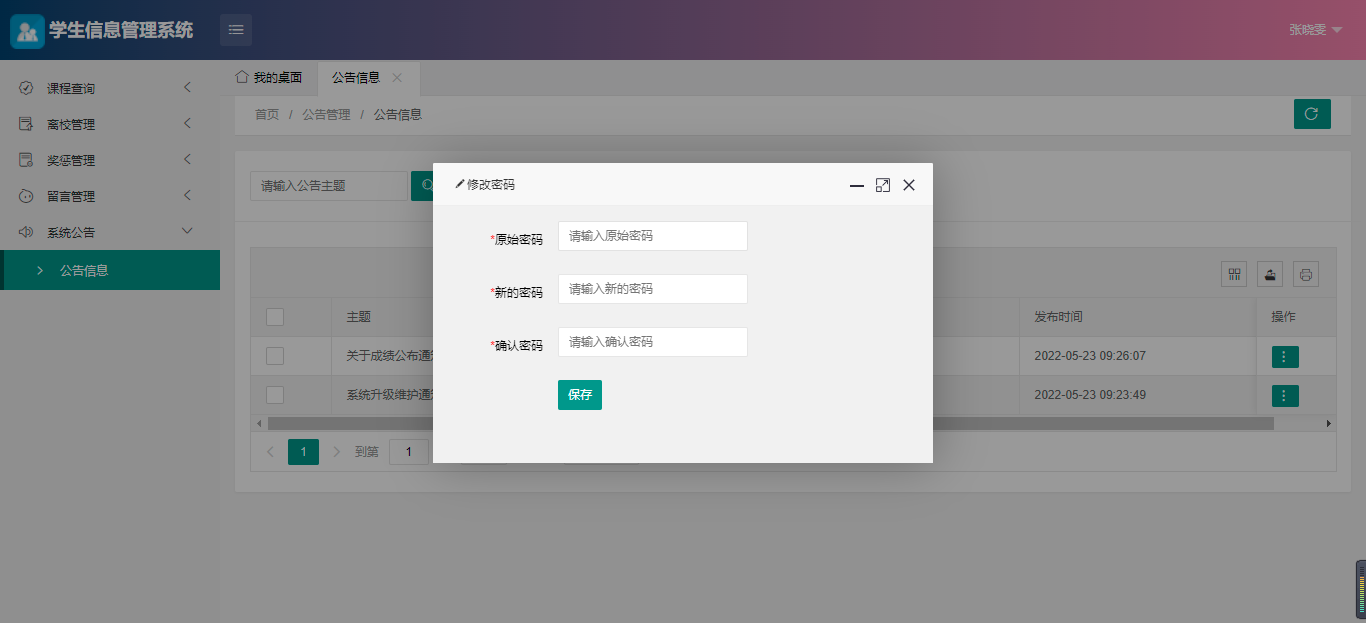 学生信息管理系统
张晓雯
课程查询
离校管理
奖惩管理
留言管理
系统公告
公告信息
我的桌面 公告信息
首页 / 公告管理 / 公告信息
请输入公告主题
修改密码
*原始密码 请输入原始密码
*新的密码 请输入新的密码
*确认密码 请输入确认密码
保存
主题 发布时间 操作
关于成绩公布通 2022-05-23 09:26:07
系统升级维护通 2022-05-23 09:23:49
1 到第 1